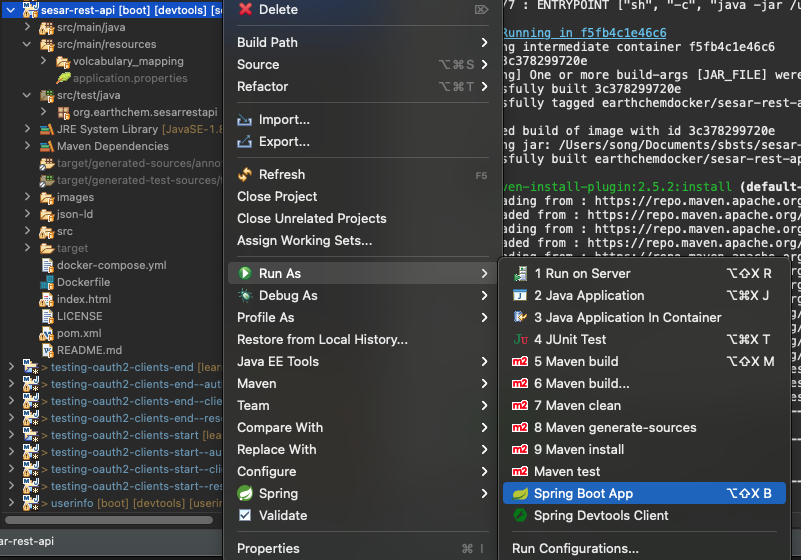 sesar-rest-api [boot] [devtools] [se
src/main/java
src/main/resources
volcabulary_mapping
application.properties
src/test/java
org.earthchem.sesarrestapi
JRE System Library [JavaSE-1.8
Maven Dependencies
target/generated-sources/anno
target/generated-test-sources/t
images
json-ld
src
target
docker-compose.yml
Dockerfile
index.html
LICENSE
pom.xml
README.md
> testing-oauth2-clients-end [lear
> testing-oauth2-clients-end--auth
> testing-oauth2-clients-end--clie
> testing-oauth2-clients-end--reso
> testing-oauth2-clients-start [lea
> testing-oauth2-clients-start--au
> testing-oauth2-clients-start--clie
> testing-oauth2-clients-start--res
> userinfo [boot] [devtools] [userin
ar-rest-api
Delete
Build Path
Source ⌥⌘S
Refactor ⌥⌘T
Import...
Export...
Refresh F5
Close Project
Close Unrelated Projects
Assign Working Sets...
Run As
Debug As
Profile As
Restore from Local History...
Java EE Tools
Maven
Team
Compare With
Replace With
Configure
Spring
Validate
Properties ⌘ I
/7 : ENTRYPOINT ["sh", "-c", "java -jar /u
Running in f5fb4c1e46c6
ng intermediate container f5fb4c1e46c6
3c378299720e
ng] One or more build-args [JAR_FILE] were
sfully built 3c378299720e
sfully tagged earthchemdocker/sesar-rest-a
ed build of image with id 3c378299720e
ng jar: /Users/song/Documents/sbsts/sesar-
sfully built earthchemdocker/sesar-rest-ap
ven-install-plugin:2.5.2:install (default-
ading from : https://repo.maven.apache.org
aded from : https://repo.maven.apache.org/
ading from : https://repo.maven.apache.org
aded from : https://repo.maven.apache.org/
1 Run on Server ⌥⇧X R
2 Java Application ⌥⌘X J
3 Java Application In Container
4 JUnit Test ⌥⌘X T
5 Maven build ⌥⇧X M
6 Maven build...
7 Maven clean
8 Maven generate-sources
9 Maven install
Maven test
Spring Boot App ⌥⇧X B
Spring Devtools Client
Run Configurations...